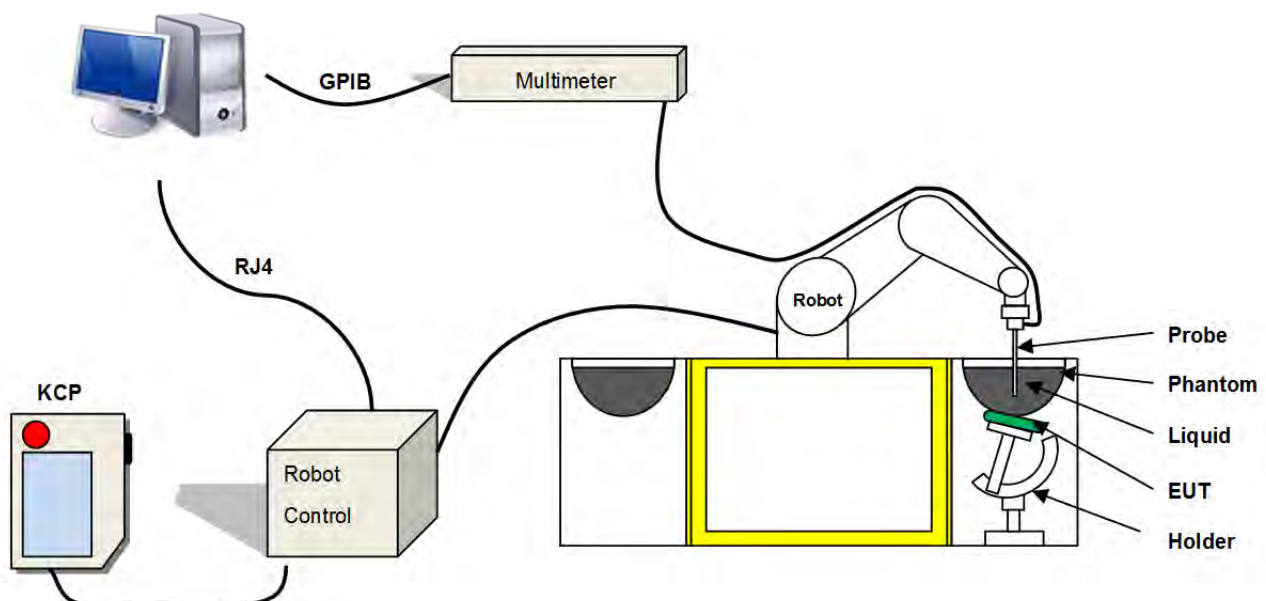 GPIB
Multimeter
RJ4
Robot
Probe
Phantom
KCP
Liquid
Robot
Control
EUT
Holder